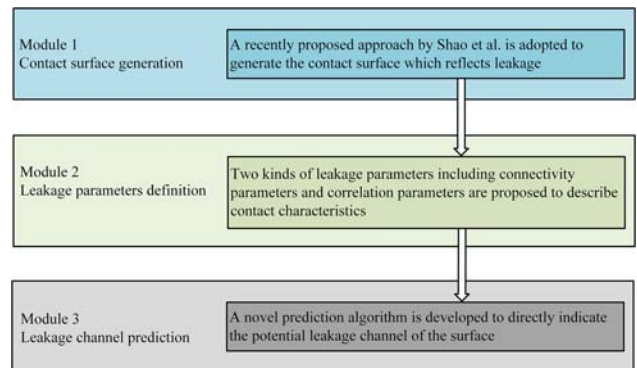 Module 1
Contact surface generation
A recently proposed approach by Shao et al. is adopted to
generate the contact surface which reflects leakage
Module 2
Leakage parameters definition
Two kinds of leakage parameters including connectivity
parameters and correlation parameters are proposed to describe
contact characteristics
Module 3
Leakage channel prediction
A novel prediction algorithm is developed to directly indicate
the potential leakage channel of the surface